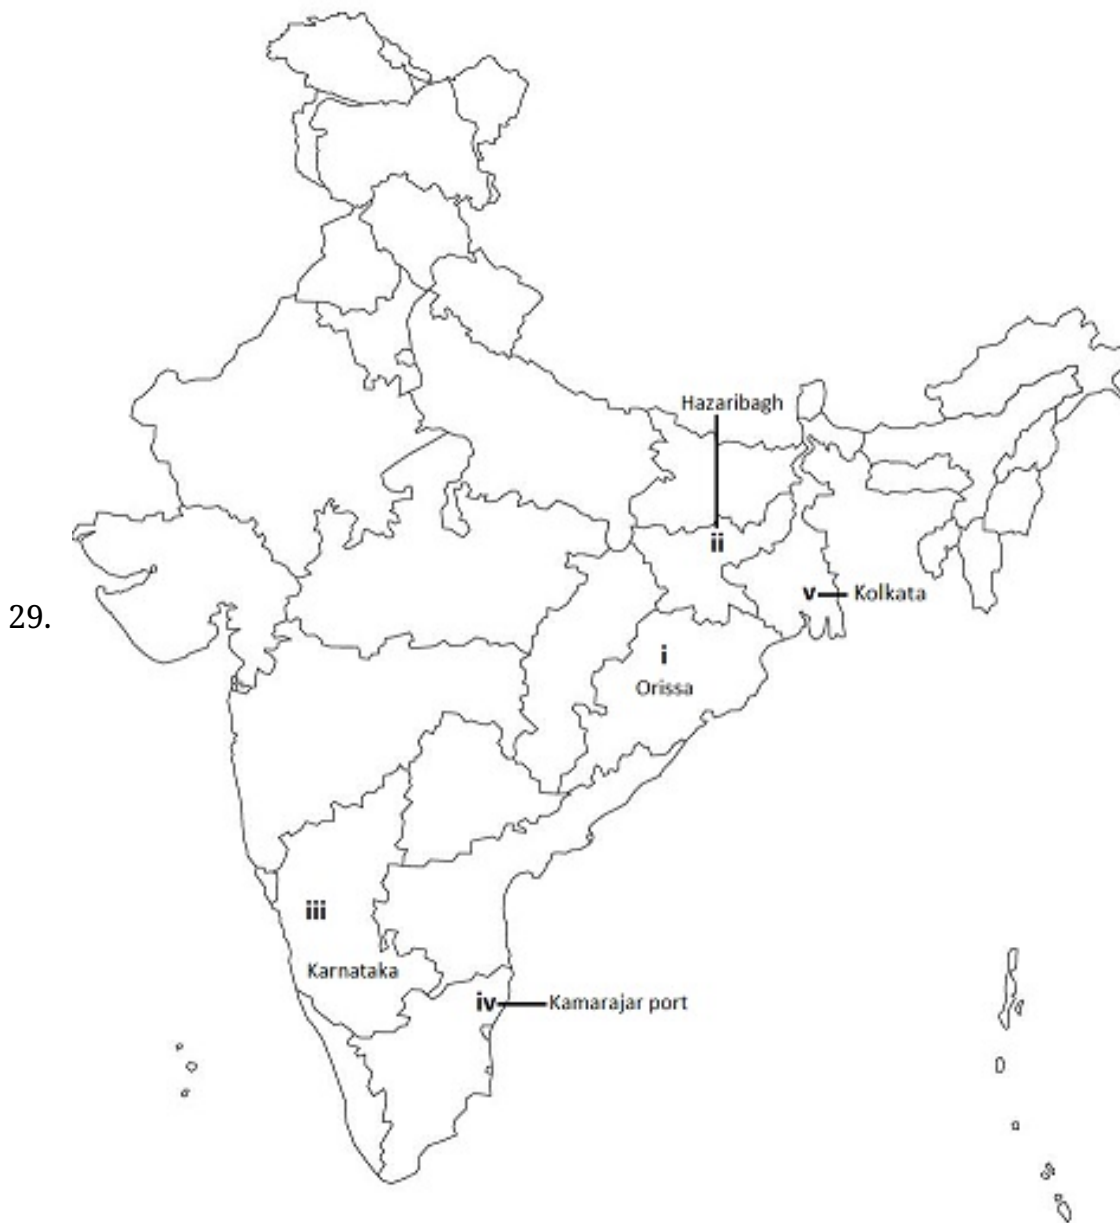 Hazaribagh
ii
v Kolkata
29.
i
Orissa
iii
Karnataka
iv Kamarajar port